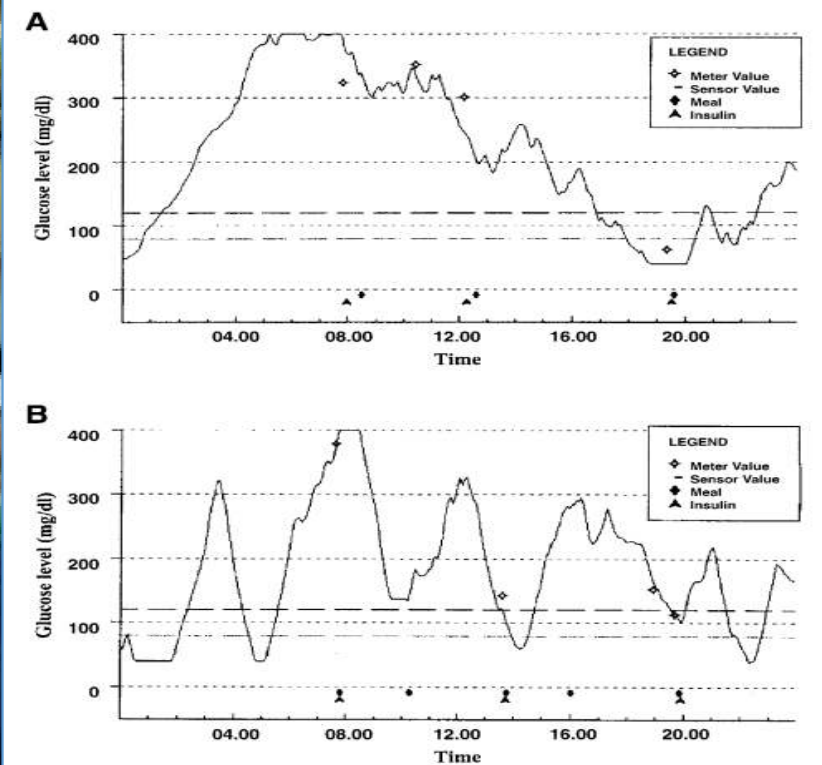 A
Glucose level (mg/dl)
400
300
200
100
0
LEGEND
Meter Value
Sensor Value
Meal
Insulin
04.00 08.00 12.00 16.00 20.00
Time
B
Glucose level (mg/dl)
400
300
200
100
0
LEGEND
Meter Value
Sensor Value
Meal
Insulin
04.00 08.00 12.00 16.00 20.00
Time